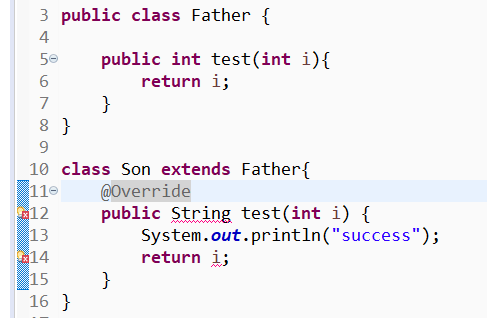 3 public class Father {
4
5 public int test(int i){
6 return i;
7 }
8 }
9
10 class Son extends Father{
11 @Override
12 public String test(int i) {
13 System.out.println("success");
14 return i;
15 }
16 }